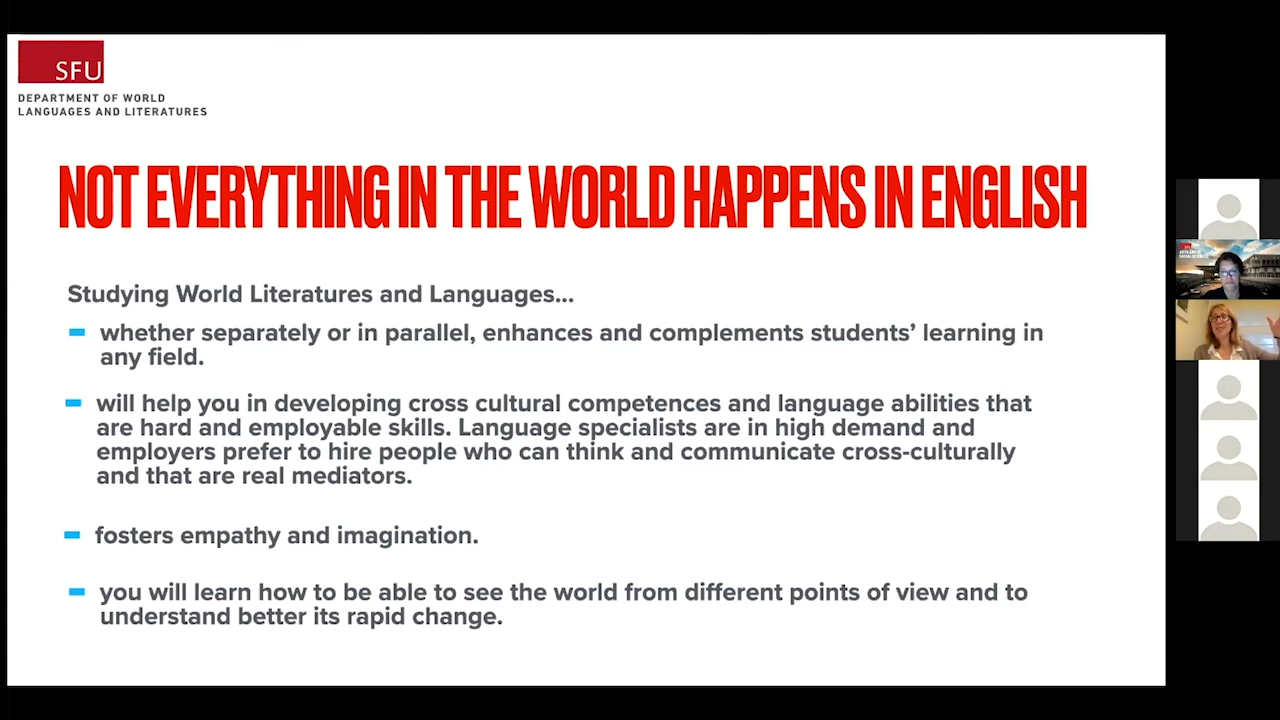 SFU
DEPARTMENT OF WORLD
LANGUAGES AND LITERATURES
NOT EVERYTHING IN THE WORLD HAPPENS IN ENGLISH
Studying World Literatures and Languages...
whether separately or in parallel, enhances and complements students’ learning in
any field.
will help you in developing cross cultural competences and language abilities that
are hard and employable skills. Language specialists are in high demand and
employers prefer to hire people who can think and communicate cross-culturally
and that are real mediators.
fosters empathy and imagination.
you will learn how to be able to see the world from different points of view and to
understand better its rapid change.